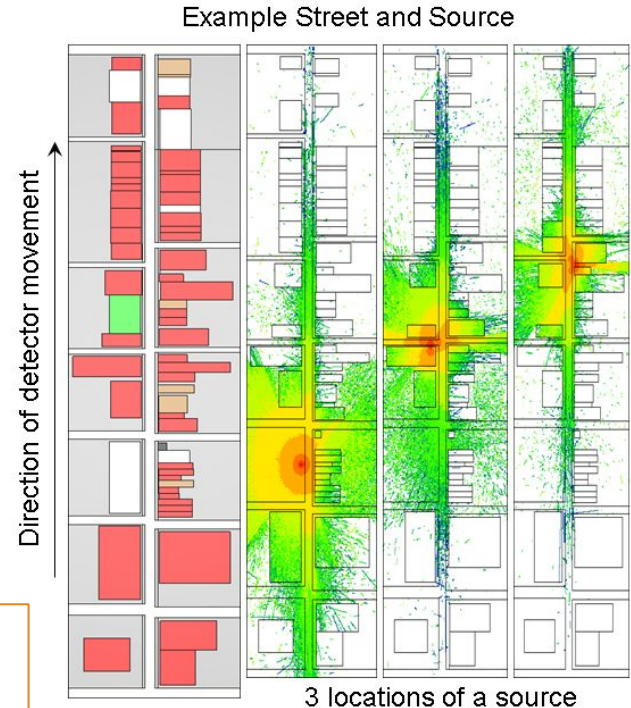 Example Street and Source
Direction of detector movement
3 locations of a source